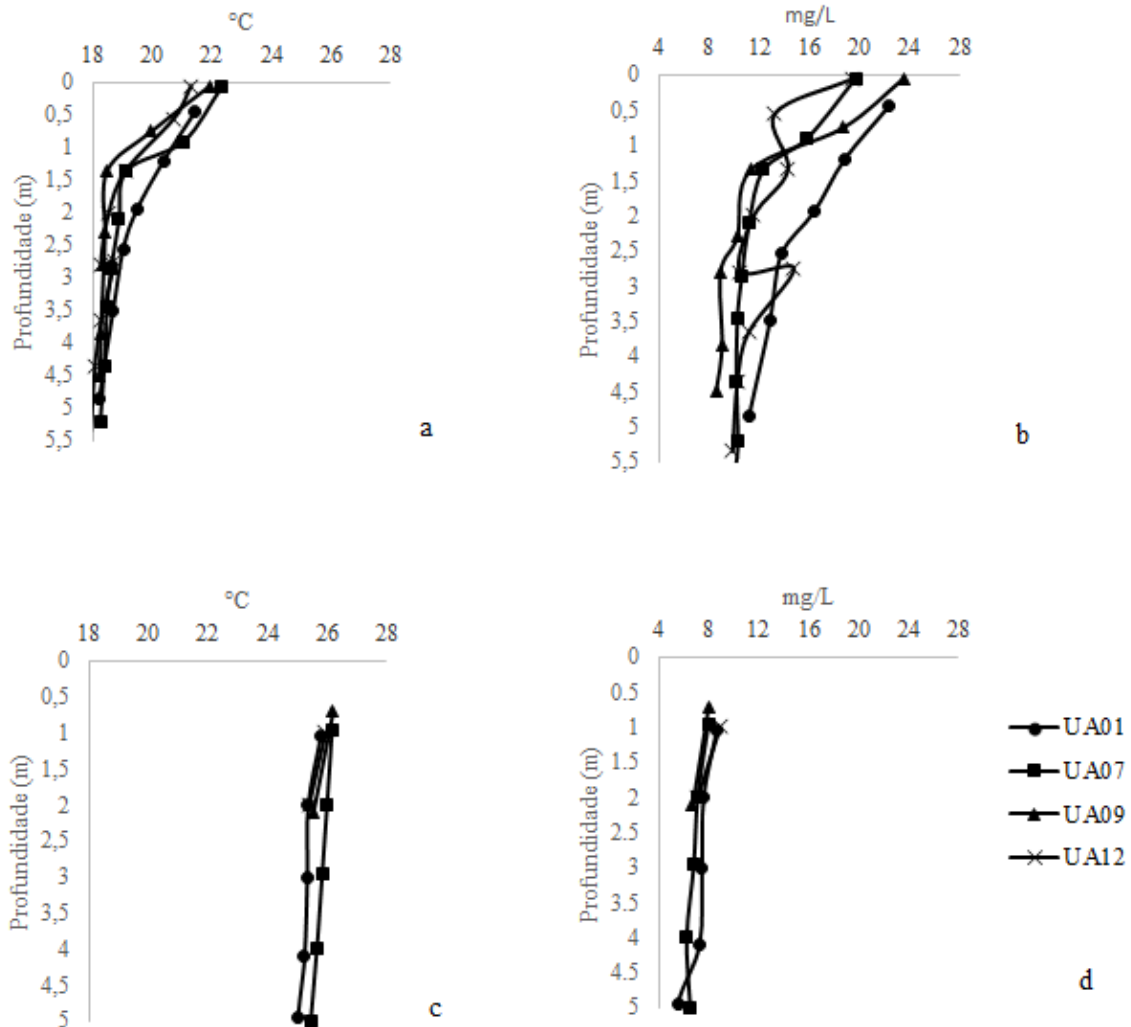 °C
18 20 22 24 26 28
0
0,5
1
1,5
2
2,5
3
3,5
4
4,5
5
5,5
Profundidade (m)
a
mg/L
4 8 12 16 20 24 28
0
0,5
1
1,5
2
2,5
3
3,5
4
4,5
5
5,5
Profundidade (m)
b
°C
18 20 22 24 26 28
0
0,5
1
1,5
2
2,5
3
3,5
4
4,5
5
Profundidade (m)
c
mg/L
4 8 12 16 20 24 28
0
0.5
1
1.5
2
2.5
3
3.5
4
4.5
5
Profundidade (m)
d
UA01
UA07
UA09
UA12